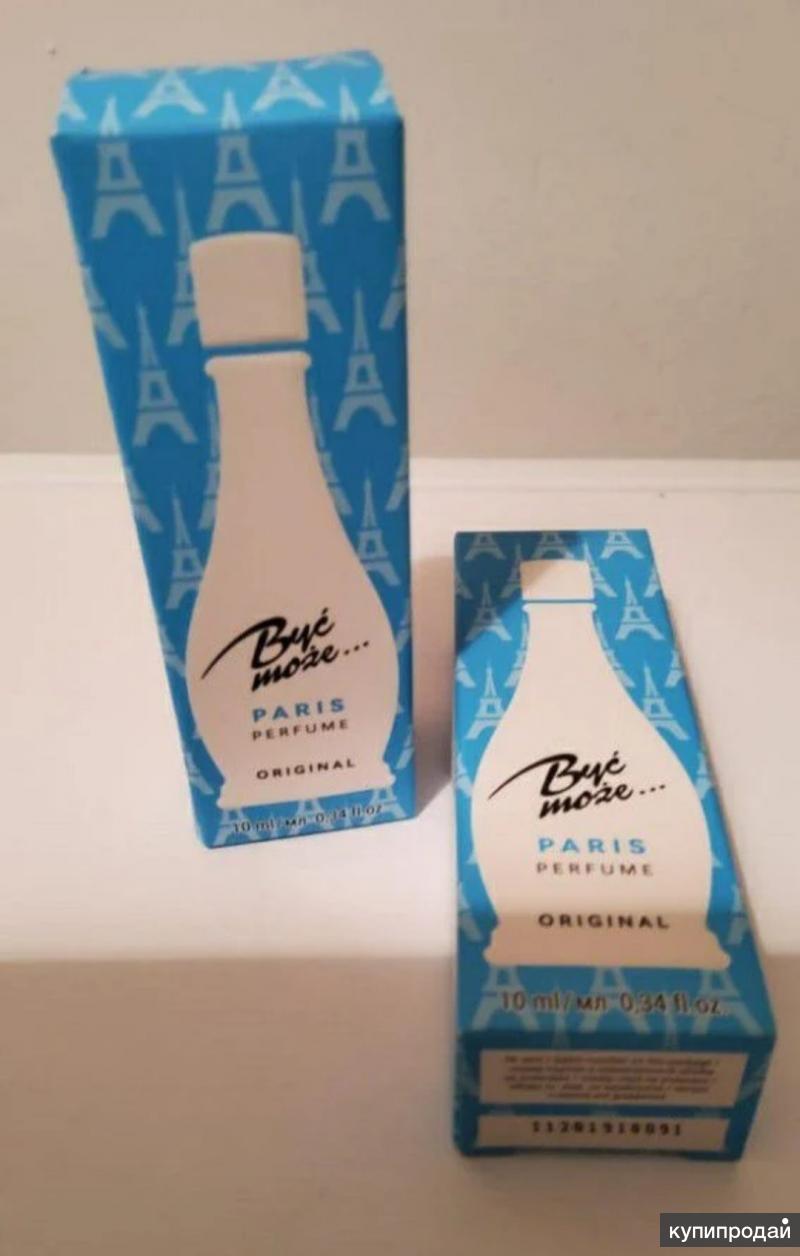 Być
może...
PARIS
PERFUME
ORIGINAL
10 ml/мл 0,34 fl.oz.
Być
może...
PARIS
PERFUME
ORIGINAL
10 ml/мл 0,34 fl.oz.
купипродай